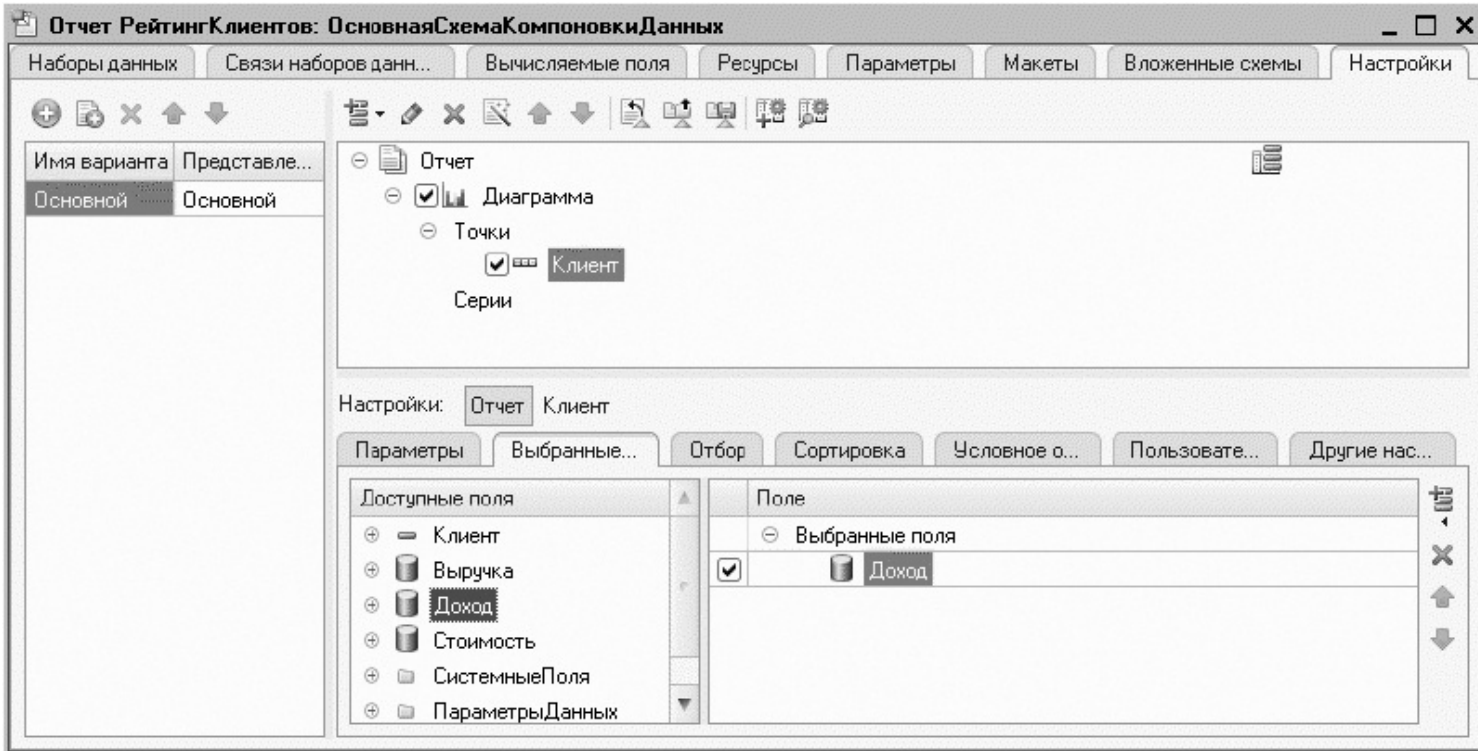 Отчет РейтингКлиентов: ОсновнаяСхемаКомпоновкиДанных
Наборы данных Связи наборов данн... Вычисляемые поля Ресурсы Параметры Макеты Вложенные схемы Настройки
Имя варианта Представле...
Основной Основной
Отчет
Диаграмма
Точки
Клиент
Серии
Настройки: Отчет Клиент
Параметры Выбранные... Отбор Сортировка Условное о... Пользовате... Другие нас...
Доступные поля Поле
Клиент Выбранные поля
Выручка Доход
Доход
Стоимость
СистемныеПоля
ПараметрыДанных